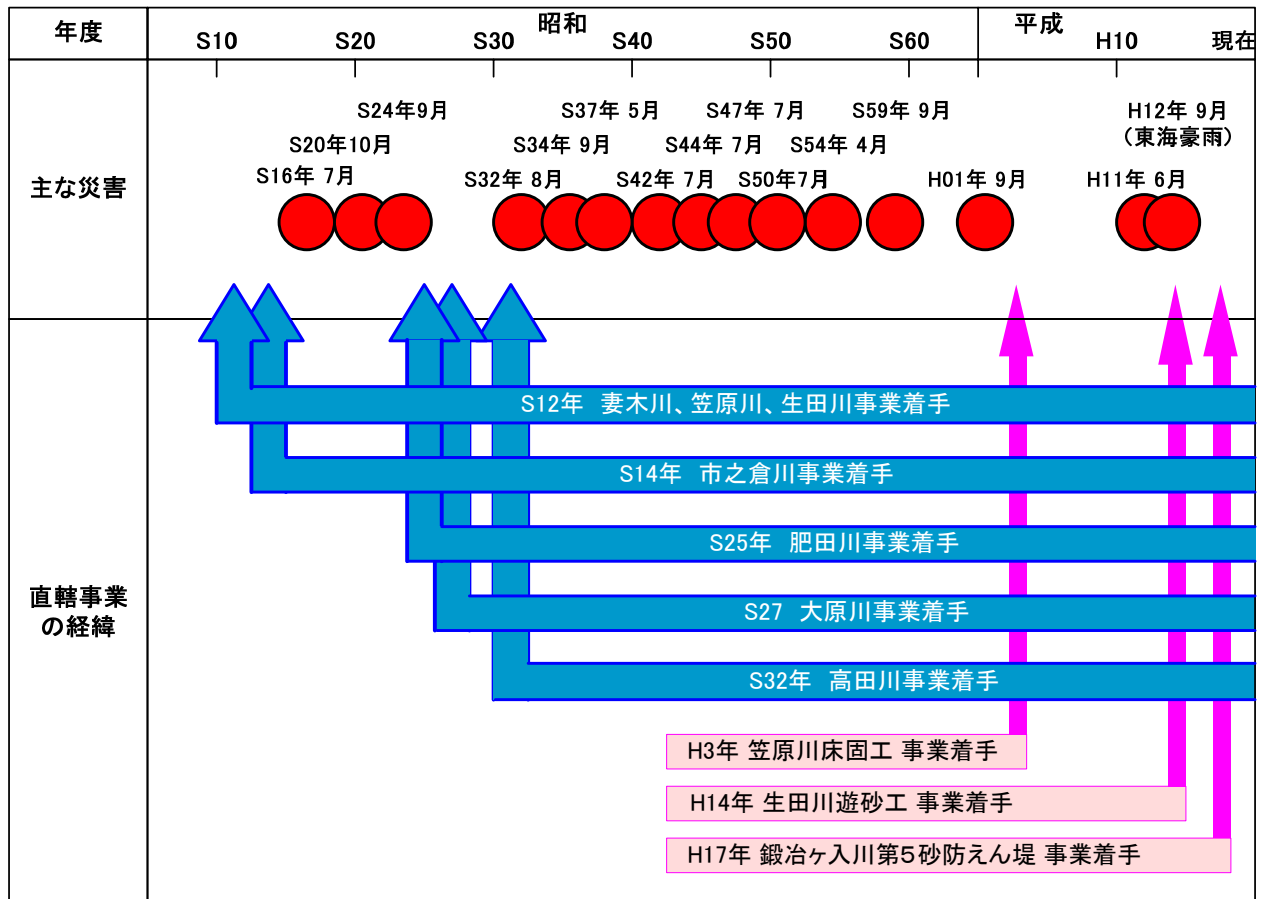 年度
昭和
平成
S10
S20
S30
S40
S50
S60
H10
現在
主な災害
S24年9月
S37年 5月
S47年 7月
S59年 9月
H12年 9月
（東海豪雨）
S20年10月
S34年 9月
S44年 7月
S54年 4月
S16年 7月
S32年 8月
S42年 7月
S50年7月
H01年 9月
H11年 6月
直轄事業
の経緯
S12年 妻木川、笠原川、生田川事業着手
S14年 市之倉川事業着手
S25年 肥田川事業着手
S27 大原川事業着手
S32年 高田川事業着手
H3年 笠原川床固工 事業着手
H14年 生田川遊砂工 事業着手
H17年 鍛冶ヶ入川第５砂防えん堤 事業着手